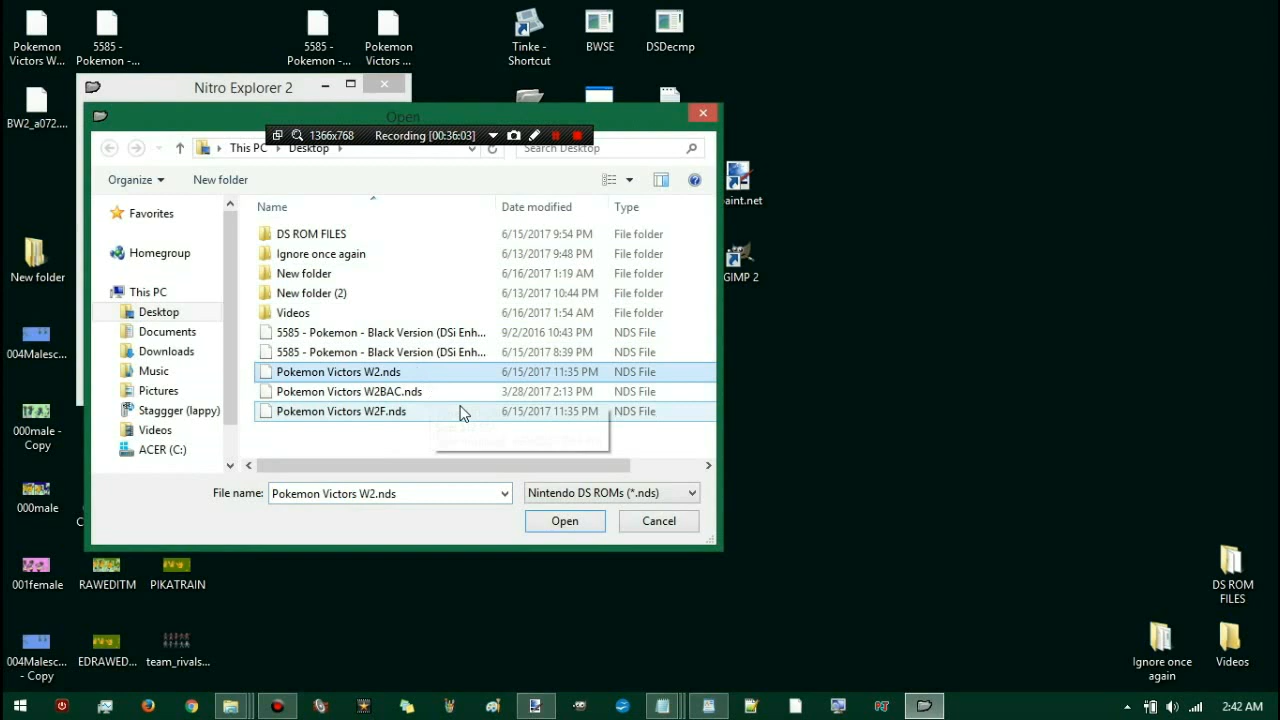 Pokemon
Victors W...
5585 -
Pokemon -...
5585 -
Pokemon -...
Pokemon
Victors ...
Tinke -
Shortcut
BWSE
DSDecmp
BW2_a072....
Nitro Explorer 2
Open
1366x768
Recording [00:36:03]
This PC
Desktop
Search Desktop
Organize
New folder
Favorites
Homegroup
This PC
Desktop
Documents
Downloads
Music
Pictures
Staggger (lappy)
Videos
ACER (C:)
Name
Date modified
Type
DS ROM FILES 6/15/2017 9:54 PM File folder
Ignore once again 6/13/2017 9:48 PM File folder
New folder 6/16/2017 1:19 AM File folder
New folder (2) 6/13/2017 10:44 PM File folder
Videos 6/16/2017 1:54 AM File folder
5585 - Pokemon - Black Version (DSi Enh... 9/2/2016 10:43 PM NDS File
5585 - Pokemon - Black Version (DSi Enh... 6/15/2017 8:39 PM NDS File
Pokemon Victors W2.nds 6/15/2017 11:35 PM NDS File
Pokemon Victors W2BAC.nds 3/28/2017 2:13 PM NDS File
Pokemon Victors W2F.nds 6/15/2017 11:35 PM NDS File
File name:
Pokemon Victors W2.nds
Nintendo DS ROMs (*.nds)
Open
Cancel
paint.net
GIMP 2
New folder
004Malesc...
000male -
Copy
000male
001female
RAWEDITM
PIKATRAIN
004Malesc...
- Copy
EDRAWED...
team_rivals...
DS ROM
FILES
Ignore once
again
Videos
2:42 AM